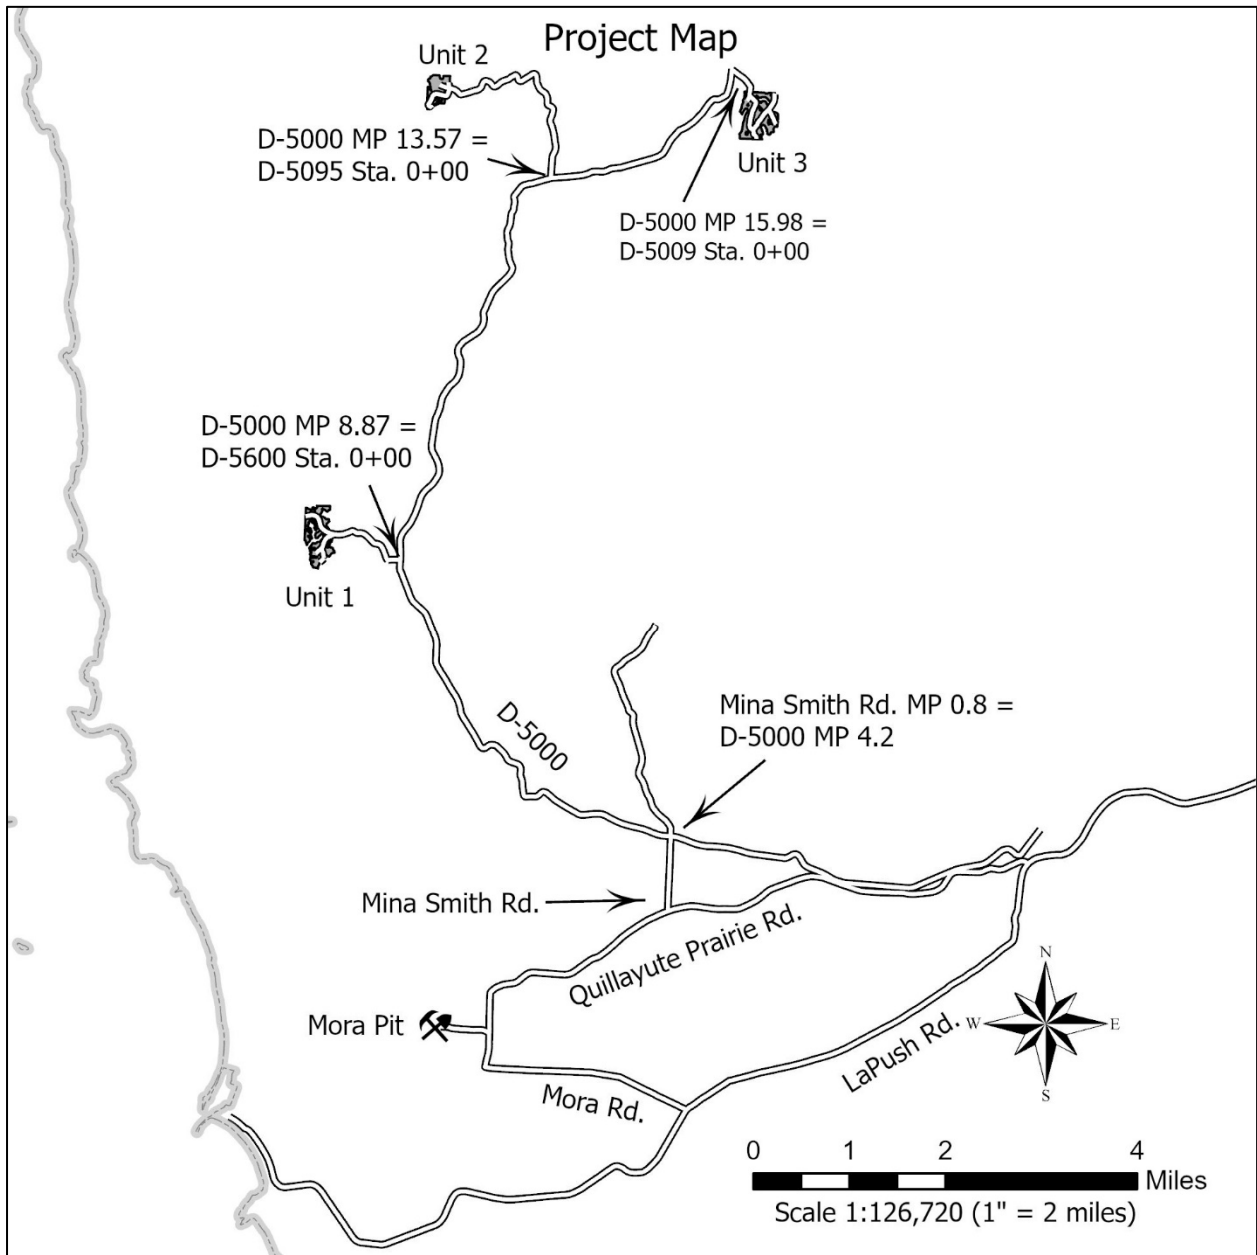 Project Map
Unit 2
D-5000 MP 13.57 =
D-5095 Sta. 0+00
Unit 3
D-5000 MP 15.98 =
D-5009 Sta. 0+00
D-5000 MP 8.87 =
D-5600 Sta. 0+00
Unit 1
D-5000
Mina Smith Rd. MP 0.8 =
D-5000 MP 4.2
Mina Smith Rd.
Quillayute Prairie Rd.
Mora Pit
LaPush Rd.
Mora Rd.
N
W
E
S
0 1 2 4
Miles
Scale 1:126,720 (1" = 2 miles)